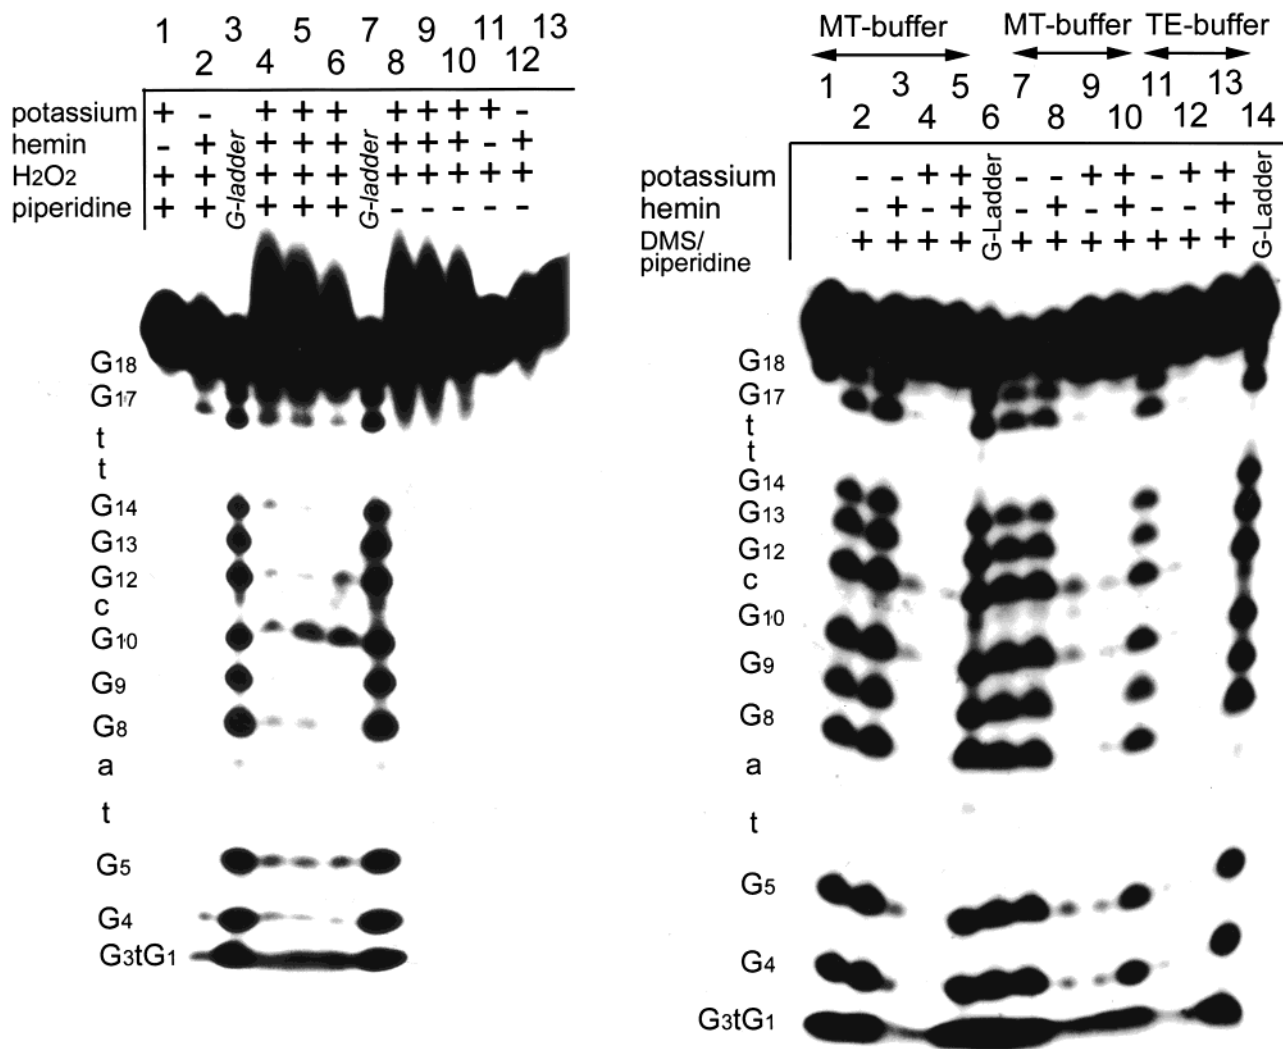 1 3 5 7 9 11 13
2 4 6 8 10 12
potassium + - + + + + + + + -
hemin - + + + + + + + - +
H2O2 + + + + + + + + + +
piperidine + + + + + - - - - -
G-ladder
G-ladder
G18
G17
t
t
G14
G13
G12
c
G10
G9
G8
a
t
G5
G4
G3tG1
MT-buffer MT-buffer TE-buffer
1 3 5 7 9 11 13
2 4 6 8 10 12 14
potassium - - + + - - + + - + +
hemin - + - + - + - + - - +
DMS/ + + + + + + + + + + +
piperidine
G-Ladder
G-Ladder
G18
G17
t
t
G14
G13
G12
c
G10
G9
G8
a
t
G5
G4
G3tG1